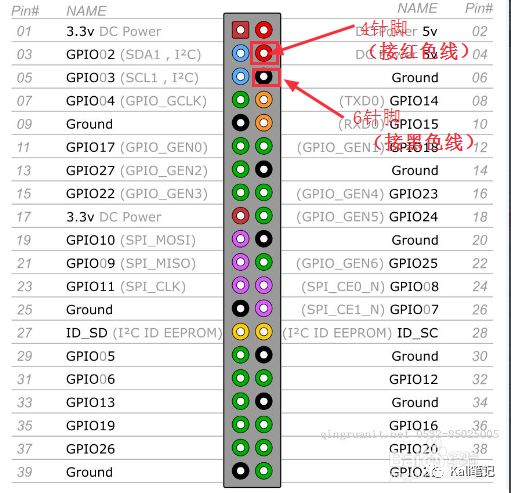 Pin# NAME NAME Pin#
01 3.3v DC Power DC Power 5v 02
4针脚
03 GPIO02 (SDA1 , I²C) DC Power 5v 04
（接红色线）
05 GPIO03 (SCL1 , I²C) Ground 06
07 GPIO04 (GPIO_GCLK) (TXD0) GPIO14 08
6针脚
09 Ground (RXD0) GPIO15 10
（接黑色线）
11 GPIO17 (GPIO_GEN0) (GPIO_GEN1) GPIO18 12
13 GPIO27 (GPIO_GEN2) Ground 14
15 GPIO22 (GPIO_GEN3) (GPIO_GEN4) GPIO23 16
17 3.3v DC Power (GPIO_GEN5) GPIO24 18
19 GPIO10 (SPI_MOSI) Ground 20
21 GPIO09 (SPI_MISO) (GPIO_GEN6) GPIO25 22
23 GPIO11 (SPI_CLK) (SPI_CE0_N) GPIO08 24
25 Ground (SPI_CE1_N) GPIO07 26
27 ID_SD (I²C ID EEPROM) (I²C ID EEPROM) ID_SC 28
29 GPIO05 Ground 30
31 GPIO06 GPIO12 32
33 GPIO13 Ground 34
35 GPIO19 GPIO16 36
qingruanit.net 0532-85025005
37 GPIO26 GPIO20 38
39 Ground
Kali笔记